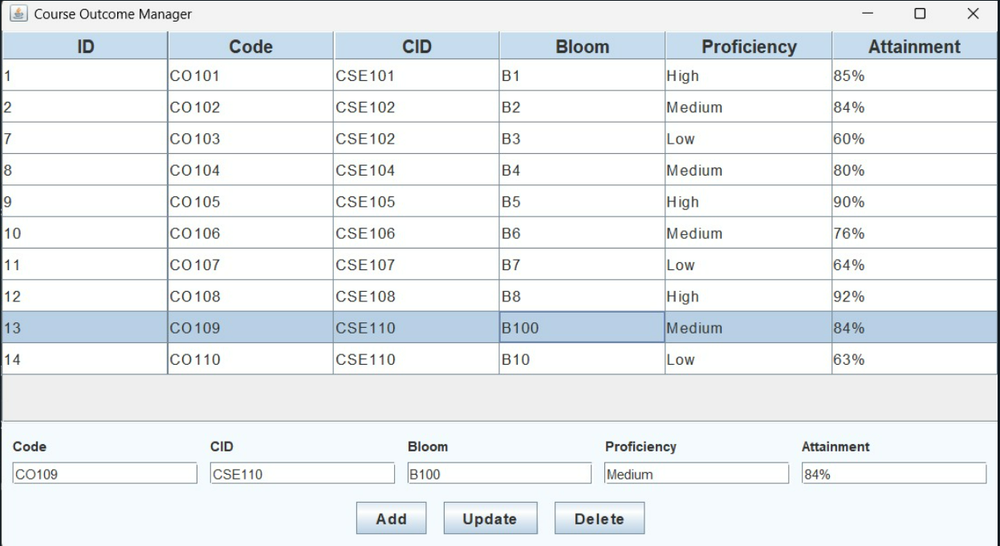 Course Outcome Manager
ID Code CID Bloom Proficiency Attainment
1 CO101 CSE101 B1 High 85%
2 CO102 CSE102 B2 Medium 84%
7 CO103 CSE102 B3 Low 60%
8 CO104 CSE104 B4 Medium 80%
9 CO105 CSE105 B5 High 90%
10 CO106 CSE106 B6 Medium 76%
11 CO107 CSE107 B7 Low 64%
12 CO108 CSE108 B8 High 92%
13 CO109 CSE110 B100 Medium 84%
14 CO110 CSE110 B10 Low 63%
Code CID Bloom Proficiency Attainment
CO109 CSE110 B100 Medium 84%
Add Update Delete